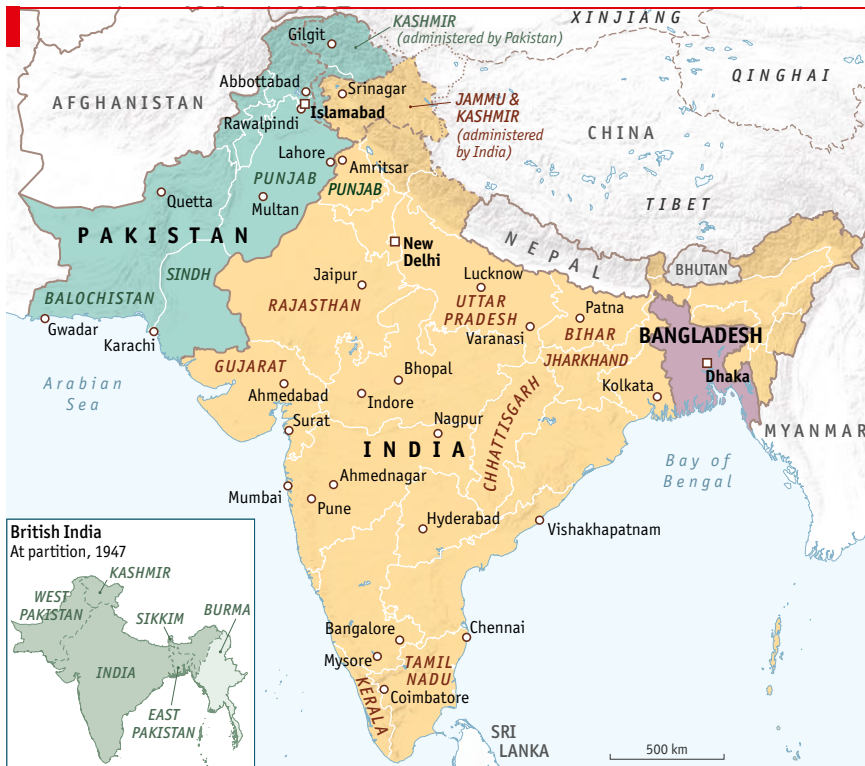 XINJIANG
KASHMIR
(administered by Pakistan)
Gilgit
QINGHAI
AFGHANISTAN
Abbottabad
Srinagar
Islamabad
Rawalpindi
JAMMU &
KASHMIR
(administered
by India)
CHINA
Lahore
Amritsar
PUNJAB
PUNJAB
Quetta
Multan
TIBET
PAKISTAN
New
Delhi
NEPAL
BHUTAN
SINDH
Jaipur
Lucknow
BALOCHISTAN
RAJASTHAN
UTTAR
PRADESH
Patna
Gwadar
Karachi
Varanasi
BIHAR
BANGLADESH
JHARKHAND
GUJARAT
Bhopal
Dhaka
Arabian
Sea
Ahmedabad
Indore
Kolkata
Surat
Nagpur
CHHATTISGARH
MYANMAR
INDIA
Bay of
Bengal
Ahmednagar
Mumbai
Pune
Hyderabad
Vishakhapatnam
British India
At partition, 1947
KASHMIR
WEST
PAKISTAN
SIKKIM
BURMA
INDIA
EAST
PAKISTAN
Bangalore
Chennai
Mysore
TAMIL
NADU
KERALA
Coimbatore
SRI
LANKA
500 km